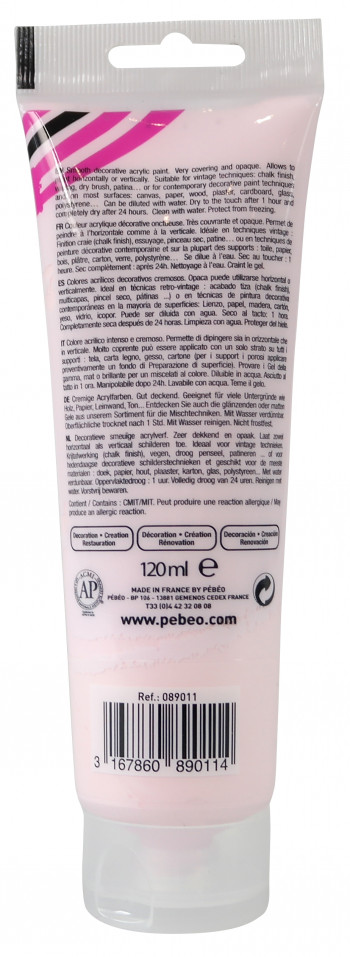 EN Smooth decorative acrylic paint. Very covering and opaque. Allows to
paint horizontally or vertically. Suitable for vintage techniques: chalk finish,
dry brush, patina... or for contemporary decorative paint techniques
and on most surfaces: canvas, paper, wood, plaster, cardboard, glass,
polystyrene... Can be diluted with water. Dry to the touch after 1 hour and
completely dry after 24 hours. Clean with water. Protect from freezing.
FR Couleur acrylique décorative crémeuse. Très couvrante et opaque. Permet de
peindre à l'horizontale comme à la verticale. Idéale en techniques vintage :
Finition craie (chalk finish), essuyage, pinceau sec, patine... ou en techniques de
peinture décorative contemporaine et sur la plupart des supports : toile, papier,
bois, plâtre, carton, verre, polystyrène... Se dilue à l'eau. Sec au toucher : 1
heure. Sec complètement : après 24h. Nettoyage à l'eau. Craint le gel.
ES Colores acrílicos decorativos cremosos. Opaca puede utilizarse horizontal o
verticalmente. Ideal en técnicas retro-vintage : acabado tiza (chalk finish),
multicapas, pincel seco, pátinas ...) o en técnicas de pintura decorativa
contemporáneas en la mayoría de superficies: Lienzo, papel, madera, cartón,
yeso, vidrio, icopor. Puede ser diluida con agua. Seco al tacto: 1 hora.
Completamente seca después de 24 horas. Limpieza con agua. Proteger del hielo.
IT Colore acrilico intenso e cremoso. Permette di dipingere sia in orizzontale che
in verticale. Molto coprente può essere applicato con un solo strato su tutti i
support : tela, carta legno, gesso, cartone (per i support i porosi applicare
preventivamente un fondo di Preparazione di superficie). Provare i Gel della
gamma, mat o brillante per un miscelati di colore. Diluibile in acqua. Asciutto al
tatto in 1 ora. Manipolabile dopo 24h. Lavabile con acqua. Teme il gelo.
DE Cremige Acrylfarben. Gut deckend. Geeignet für viele Untergründe wie
Holz, Papier, Leinwand, Ton... Entdecken Sie auch die glänzenden oder matten
Gele aus unserem Sortiment für die Mischtechniken. Mit Wasser verdünnbar.
Oberflächliche trocknet nach 1 Std. Mit Wasser reinigen. Nicht frostfest.
NL Decoratieve smeuïge acrylverf. Zeer dekkend en opaak. Laat zowel
horizontaal als verticaal schilderen toe. Ideaal voor vintage technieken:
krijtafwerking (chalk finish), vegen, droog penseel, patineren ... of voor
hedendaagse decoratieve schilderstechnieken et geschikt voor de meeste
materialen : doek, papier, hout, plaaster, karton, glas, polystyreen... Met water
verdunbaar. Oppervlaktedroog : 1 uur. Volledig droog van 24 uren. Reinigen met
water. Vorstvrij bewaren.
Contient / Contains : CMIT/MIT. Peut produire une réaction allergique / May
produce an allergic reaction.
Decoration • Creation
Restauration
Décoration • Création
Rénovation
Decoración • Creación
Renovación
ACMI
AP
120ml e
MADE IN FRANCE BY PÉBÉO
PÉBÉO - BP 106 - 13881 GEMENOS CEDEX FRANCE
T33 (0)4 42 32 08 08
www.pebeo.com
Ref.: 089011
3 167860 890114